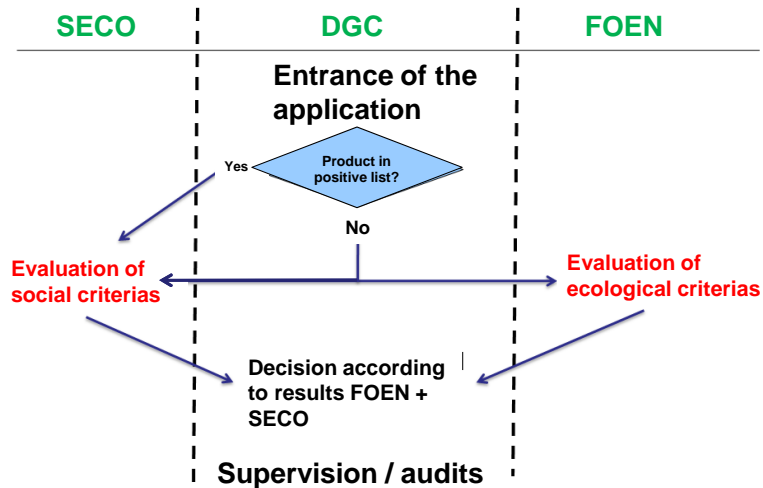 SECO
DGC
FOEN
Entrance of the
application
Yes
Product in
positive list?
No
Evaluation of
social criterias
Evaluation of
ecological criterias
Decision according
to results FOEN +
SECO
Supervision / audits